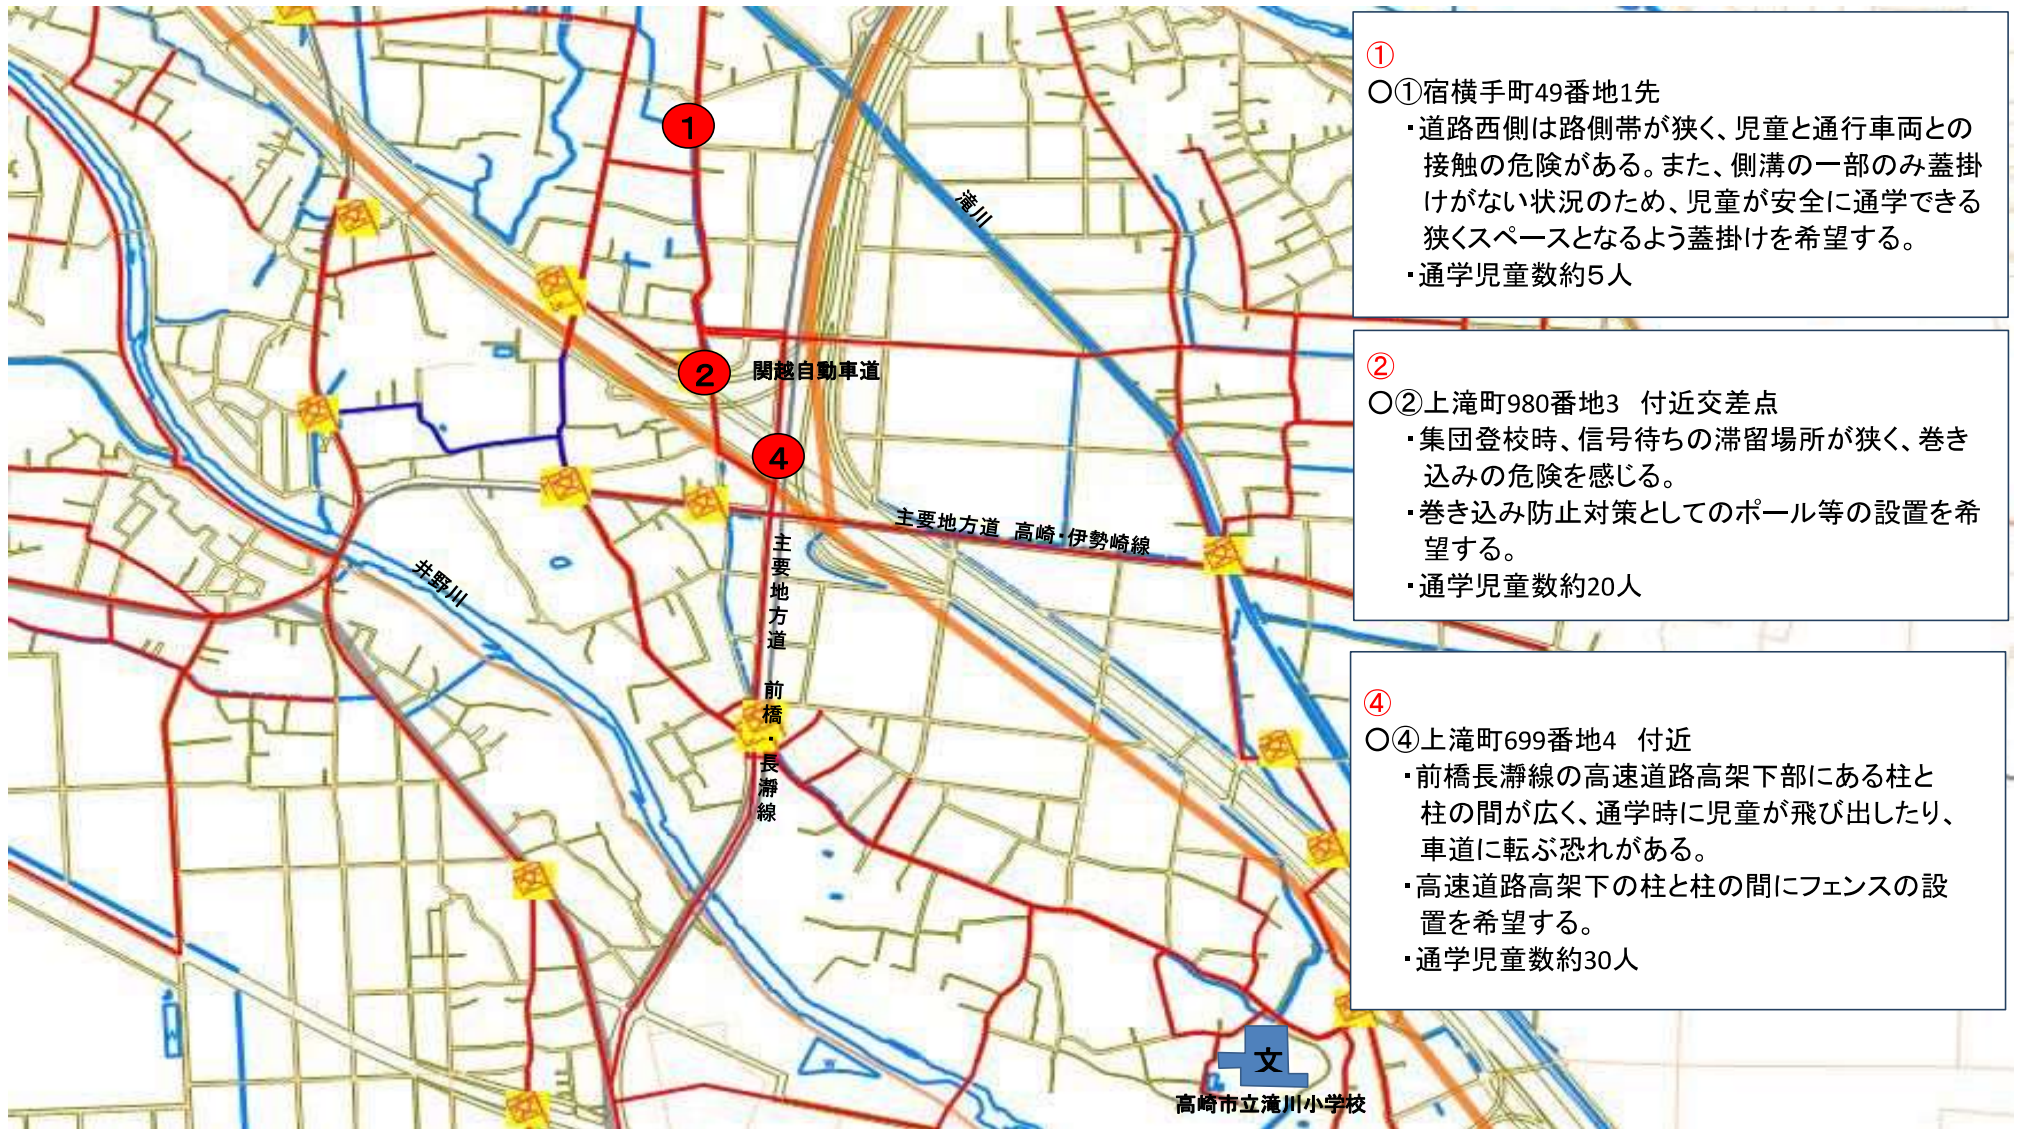 ①
〇①宿横手町49番地1先
・道路西側は路側帯が狭く、児童と通行車両との
接触の危険がある。また、側溝の一部のみ蓋掛
けがない状況のため、児童が安全に通学できる
狭くスペースとなるよう蓋掛けを希望する。
・通学児童数約5人
②
〇②上滝町980番地3 付近交差点
・集団登校時、信号待ちの滞留場所が狭く、巻き
込みの危険を感じる。
・巻き込み防止対策としてのポール等の設置を希
望する。
・通学児童数約20人
④
〇④上滝町699番地4 付近
・前橋長瀞線の高速道路高架下部にある柱と
柱の間が広く、通学時に児童が飛び出したり、
車道に転ぶ恐れがある。
・高速道路高架下の柱と柱の間にフェンスの設
置を希望する。
・通学児童数約30人
1
滝川
2
関越自動車道
4
主要地方道 高崎・伊勢崎線
主要地方道 前橋・長瀞線
井野川
文
高崎市立滝川小学校